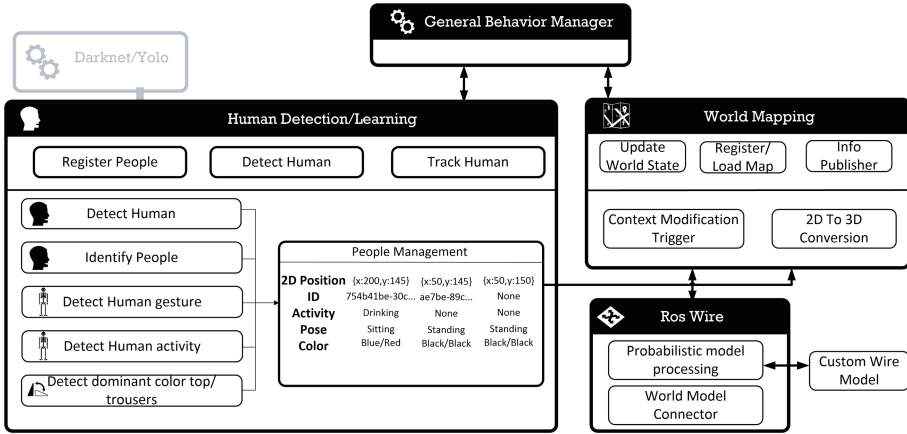 General Behavior Manager
Darknet/Yolo
Human Detection/Learning
Register People
Detect Human
Track Human
Detect Human
Identify People
Detect Human gesture
Detect Human activity
Detect dominant color top/
trousers
People Management
2D Position {x:200,y:145} {x:50,y:145} {x:50,y:150}
ID 754b41be-30c... ae7be-89c... None
Activity Drinking None None
Pose Sitting Standing Standing
Color Blue/Red Black/Black Black/Black
World Mapping
Update
World State
Register/
Load Map
Info
Publisher
Context Modification
Trigger
2D To 3D
Conversion
Ros Wire
Probabilistic model
processing
World Model
Connector
Custom Wire
Model